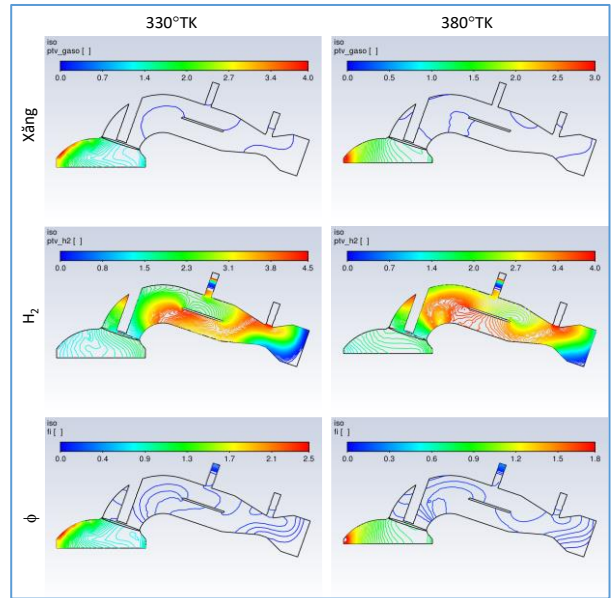 330°TK 380°TK
Xăng
iso
ptv_gaso [ ]
0.0 0.7 1.4 2.0 2.7 3.4 4.0
iso
ptv_gaso [ ]
0.0 0.5 1.0 1.5 2.0 2.5 3.0
H2
iso
ptv_h2 [ ]
0.0 0.8 1.5 2.3 3.1 3.8 4.5
iso
ptv_h2 [ ]
0.0 0.7 1.4 2.0 2.7 3.4 4.0
ϕ
iso
fi [ ]
0.0 0.4 0.9 1.3 1.7 2.1 2.5
iso
fi [ ]
0.0 0.3 0.6 0.9 1.2 1.5 1.8